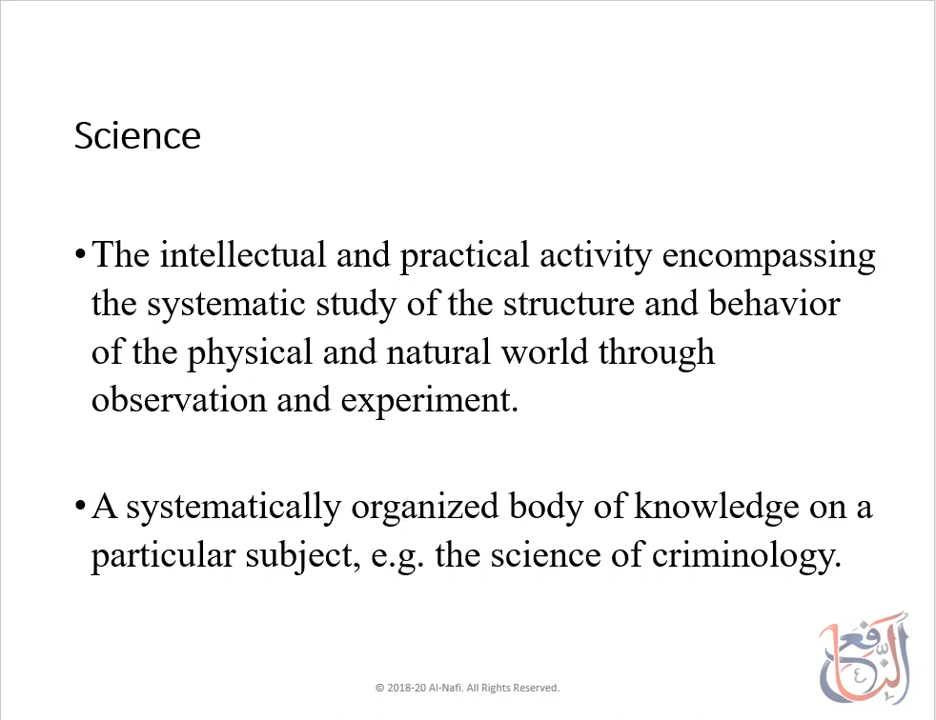 Science
•The intellectual and practical activity encompassing
the systematic study of the structure and behavior
of the physical and natural world through
observation and experiment.
•A systematically organized body of knowledge on a
particular subject, e.g. the science of criminology.
النافع
© 2018-20 Al-Nafi. All Rights Reserved.